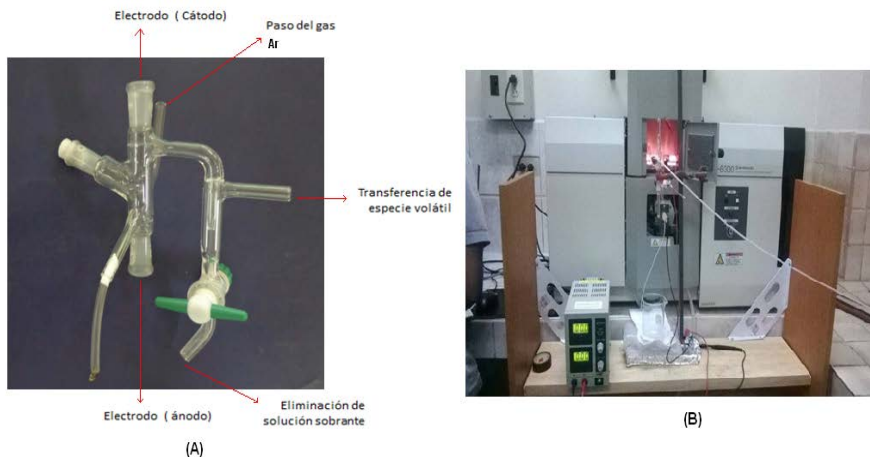 Electrodo ( Cátodo)
Paso del gas
Ar
Transferencia de
especie volátil
Electrodo ( ánodo)
Eliminación de
solución sobrante
(A)
(B)